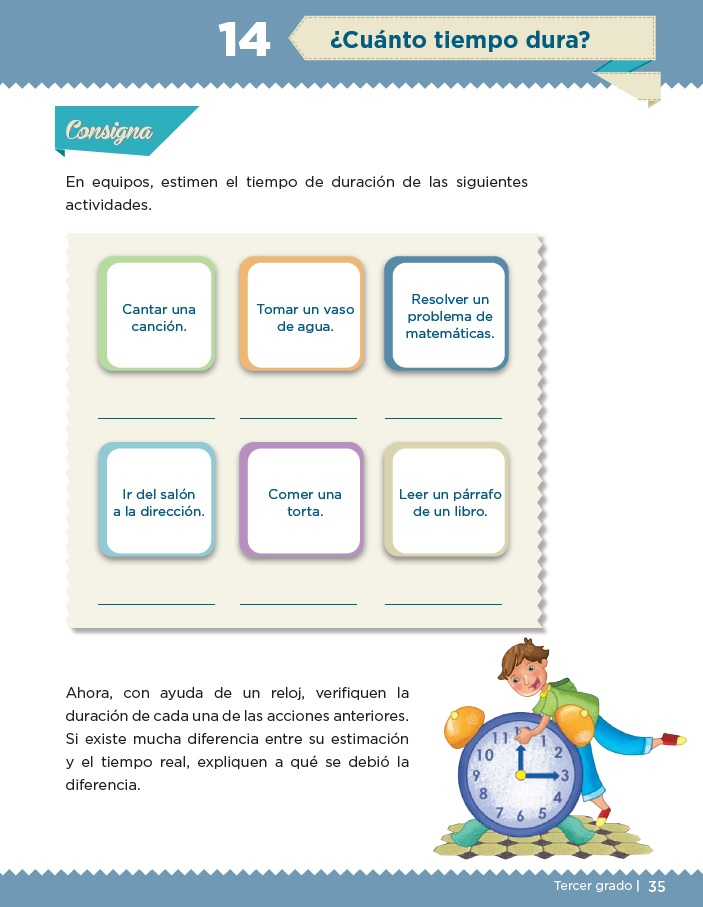 14
¿Cuánto tiempo dura?
Consigna
En equipos, estimen el tiempo de duración de las siguientes
actividades.
Cantar una
canción.
Tomar un vaso
de agua.
Resolver un
problema de
matemáticas.
Ir del salón
a la dirección.
Comer una
torta.
Leer un párrafo
de un libro.
Ahora, con ayuda de un reloj, verifiquen la
duración de cada una de las acciones anteriores.
Si existe mucha diferencia entre su estimación
y el tiempo real, expliquen a qué se debió la
diferencia.
11 1
10 2
9 3
8 4
7 6 5
Tercer grado | 35